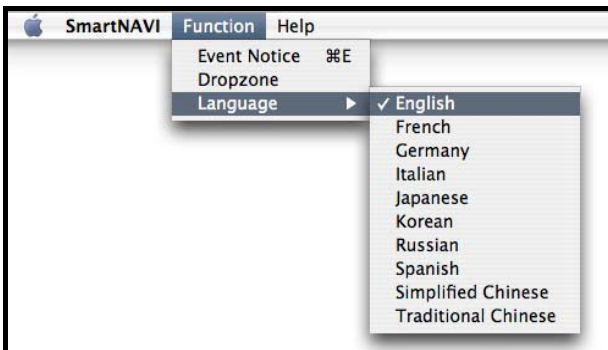 SmartNAVI Function Help
Event Notice ⌘E
Dropzone
Language ▶ ✓ English
French
Germany
Italian
Japanese
Korean
Russian
Spanish
Simplified Chinese
Traditional Chinese